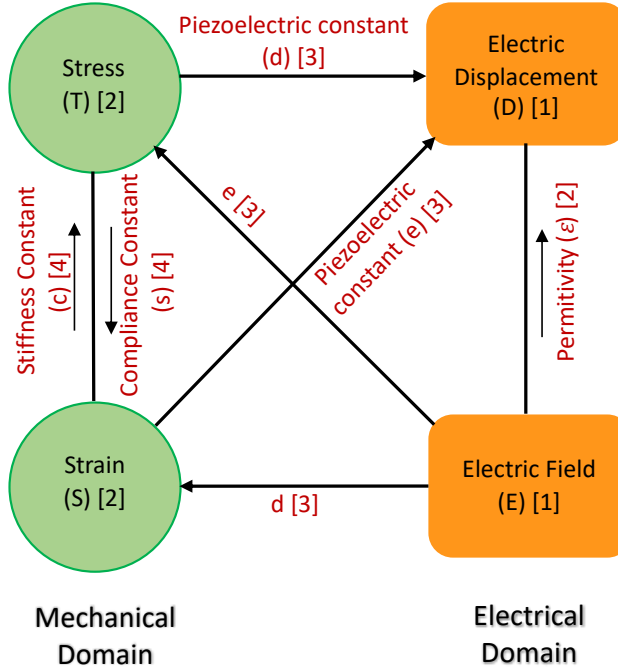 Piezoelectric constant
(d) [3]
Stress
(T) [2]
Electric
Displacement
(D) [1]
e [3]
Piezoelectric
constant (e) [3]
Stiffness Constant
(c) [4]
Compliance Constant
(s) [4]
Permitivity (ε) [2]
Strain
(S) [2]
d [3]
Electric Field
(E) [1]
Mechanical
Domain
Electrical
Domain